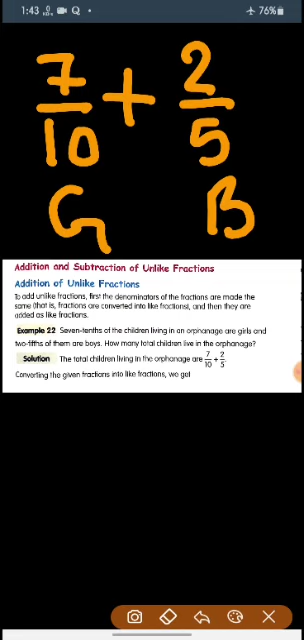 1:43
76%
7/10 + 2/5
G B
Addition and Subtraction of Unlike Fractions
Addition of Unlike Fractions
To add unlike fractions, first the denominators of the fractions are made the
same (that is, fractions are converted into like fractions), and then they are
added as like fractions.
Example 22 Seven-tenths of the children living in an orphanage are girls and
two-fifths of them are boys. How many total children live in the orphanage?
Solution The total children living in the orphanage are 7/10 + 2/5.
Converting the given fractions into like fractions, we get